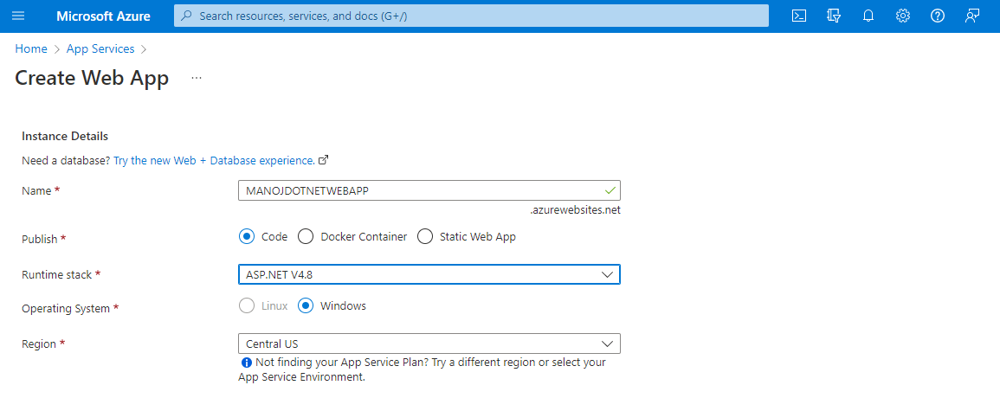 Microsoft Azure
Search resources, services, and docs (G+/)
Home > App Services >
Create Web App ...
Instance Details
Need a database? Try the new Web + Database experience.
Name * MANOJDOTNETWEBAPP
.azurewebsites.net
Publish * Code Docker Container Static Web App
Runtime stack * ASP.NET V4.8
Operating System * Linux Windows
Region * Central US
Not finding your App Service Plan? Try a different region or select your
App Service Environment.